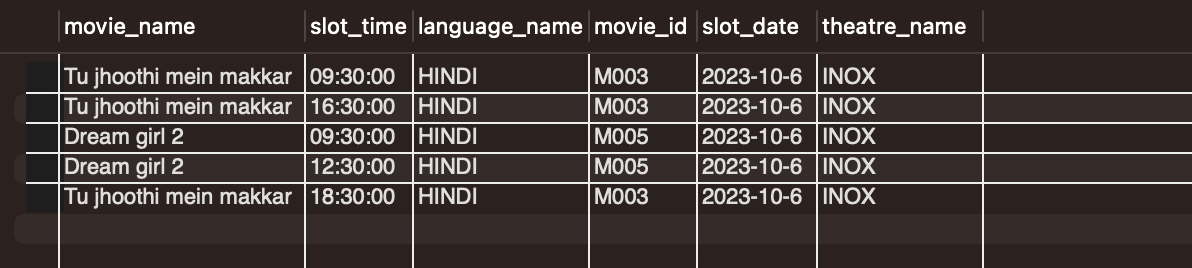 movie_name slot_time language_name movie_id slot_date theatre_name
Tu jhoothi mein makkar 09:30:00 HINDI M003 2023-10-6 INOX
Tu jhoothi mein makkar 16:30:00 HINDI M003 2023-10-6 INOX
Dream girl 2 09:30:00 HINDI M005 2023-10-6 INOX
Dream girl 2 12:30:00 HINDI M005 2023-10-6 INOX
Tu jhoothi mein makkar 18:30:00 HINDI M003 2023-10-6 INOX